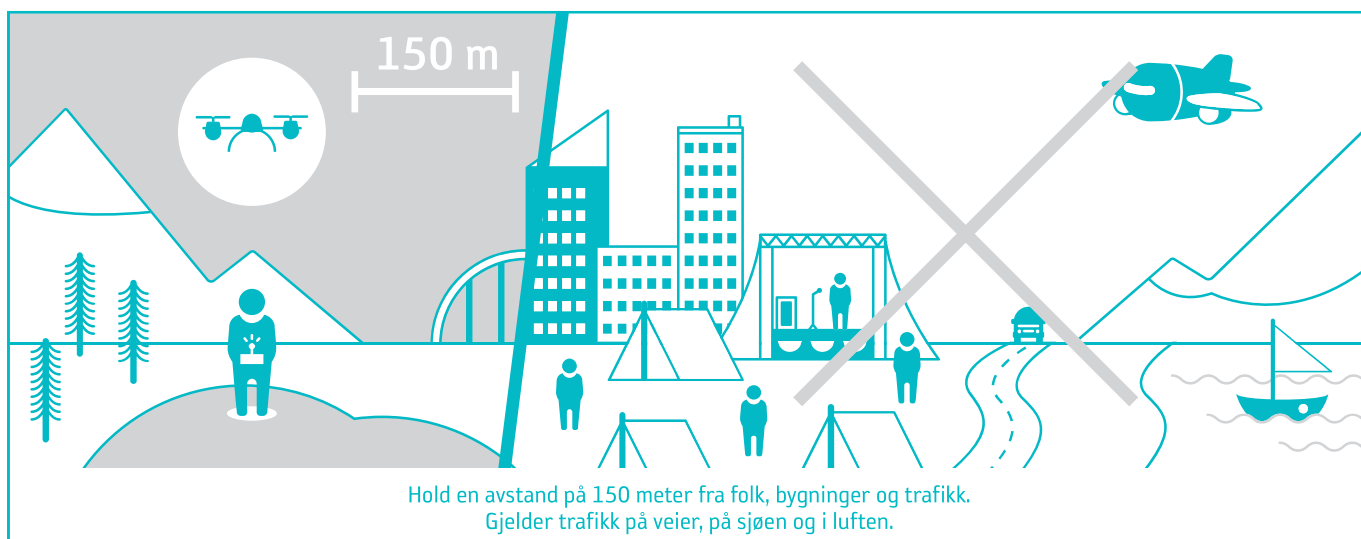 150 m
Hold en avstand på 150 meter fra folk, bygninger og trafikk.
Gjelder trafikk på veier, på sjøen og i luften.